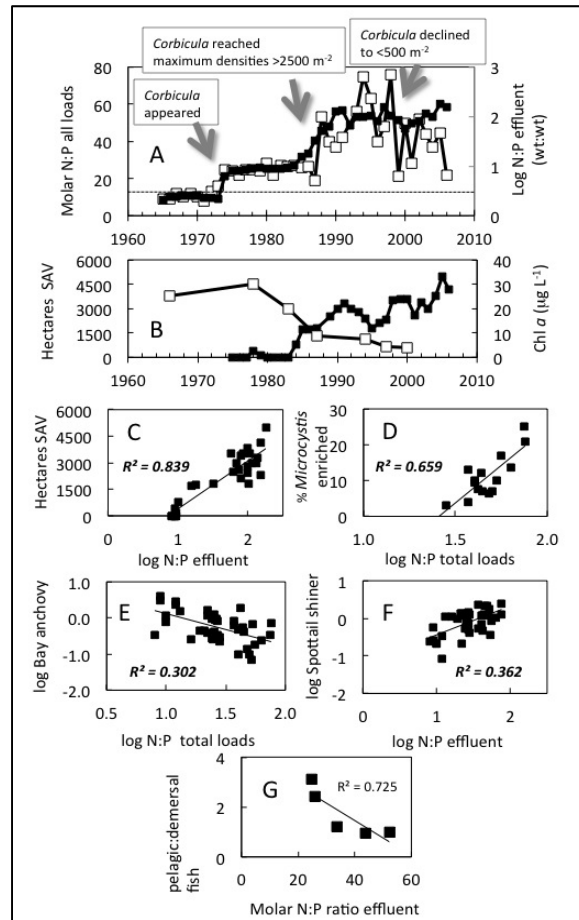 Corbicula declined
to <500 m-2
Corbicula reached
maximum densities >2500 m-2
Corbicula
appeared
80
60
40
20
0
Molar N:P all loads
A
3
2
1
0
Log N:P effluent
(wt:wt)
1960 1970 1980 1990 2000 2010
6000
4500
3000
1500
0
Hectares SAV
B
40
30
20
10
0
Chl a (µg L-1)
1960 1970 1980 1990 2000 2010
6000
4500
3000
1500
0
Hectares SAV
C
R² = 0.839
0 1 2
log N:P effluent
30
20
10
0
% Microcystis
enriched
D
R² = 0.659
1.0 1.5 2.0
log N:P total loads
1.0
0.0
-1.0
-2.0
log Bay anchovy
E
R² = 0.302
0.5 1.0 1.5 2.0
log N:P total loads
1
0
-1
-2
log Spottail shiner
F
R² = 0.362
0 1 2
log N:P effluent
4
2
0
pelagic:demersal
fish
G
R² = 0.725
0 20 40 60
Molar N:P ratio effluent